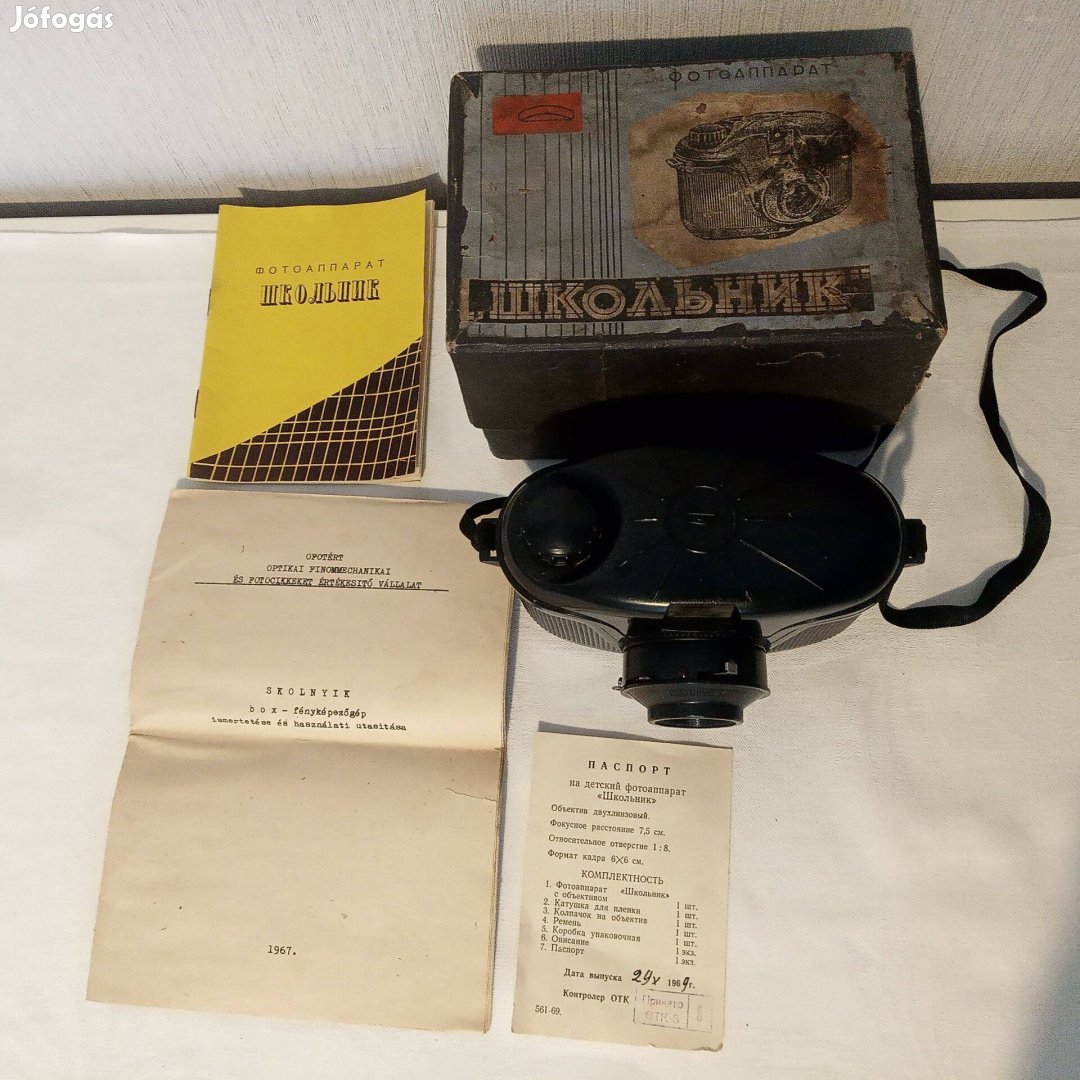 Jófogás
ФОТОАППАРАТ
ШКОЛЬНИК
ФОТОАППАРАТ
ШКОЛЬНИК
OFOTÉRT
OPTIKAI FINOMMECHANIKAI
ÉS FOTOCIKKEKET ÉRTÉKESITŐ VÁLLALAT
SKOLNYIK
box - fényképezőgép
ismertetése és használati utasitása
1967.
ПАСПОРТ
на детский фотоаппарат
«Школьник»
Объектив двухлинзовый.
Фокусное расстояние 7,5 см.
Относительное отверстие 1 : 8.
Формат кадра 6×6 см.
КОМПЛЕКТНОСТЬ
1. Фотоаппарат «Школьник»
с объективом 1 шт.
2. Катушка для пленки 1 шт.
3. Колпачок на объектив 1 шт.
4. Ремень 1 шт.
5. Коробка упаковочная 1 шт.
6. Описание 1 экз.
7. Паспорт 1 экз.
Дата выпуска 29 X 1969 г.
Контролер ОТК
Принято
ОТК-5
561-69.